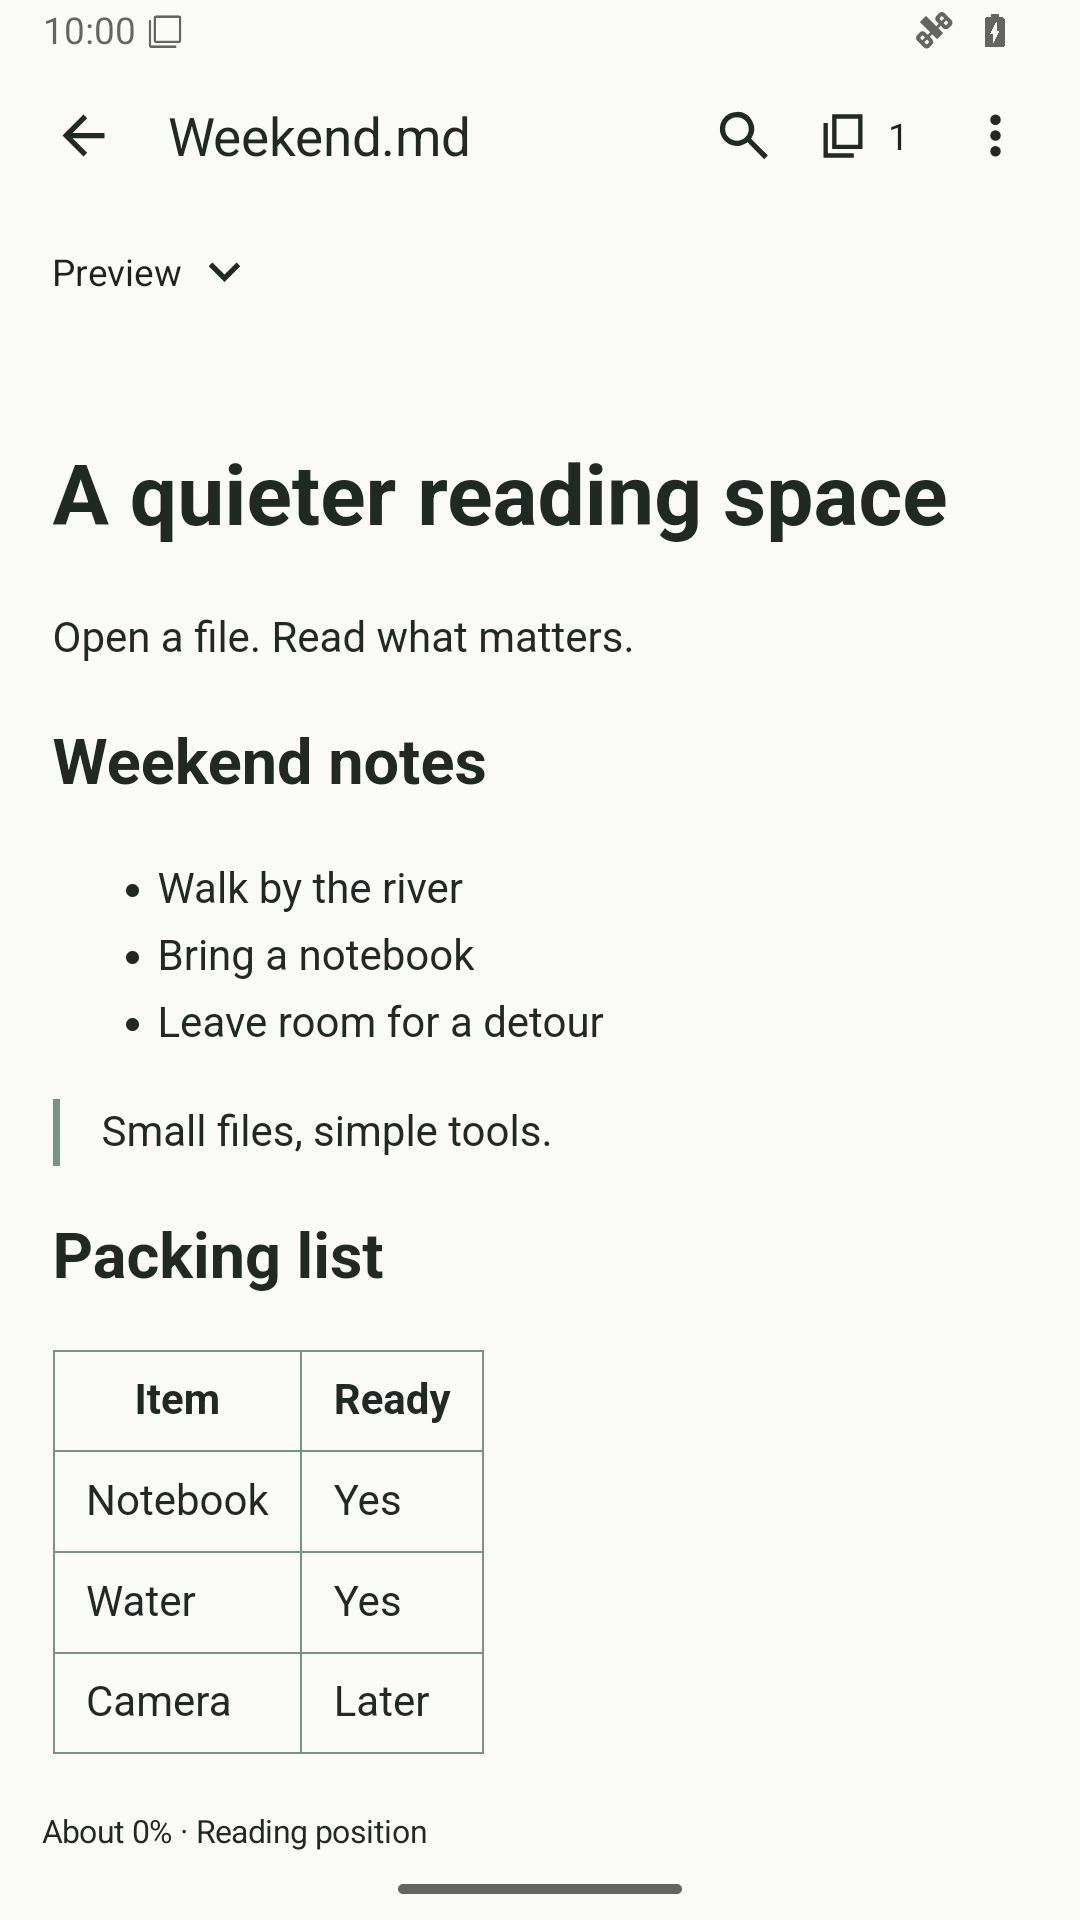 10:00
Weekend.md
1
Preview
A quieter reading space
Open a file. Read what matters.
Weekend notes
• Walk by the river
• Bring a notebook
• Leave room for a detour
Small files, simple tools.
Packing list
Item Ready
Notebook Yes
Water Yes
Camera Later
About 0% · Reading position